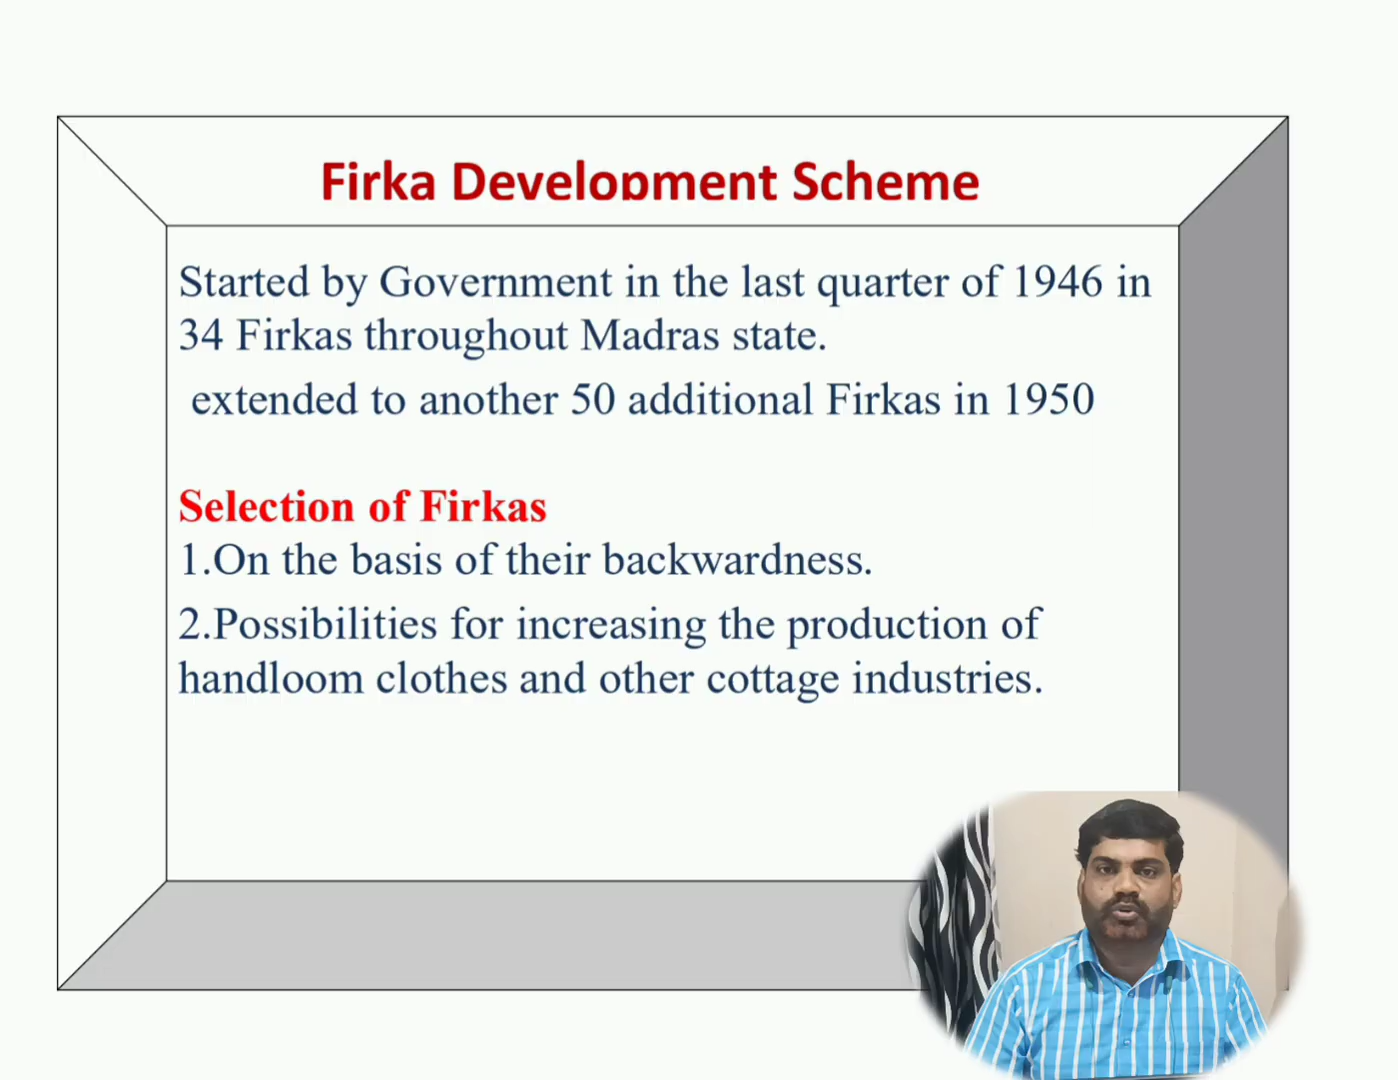 Firka Development Scheme
Started by Government in the last quarter of 1946 in
34 Firkas throughout Madras state.
extended to another 50 additional Firkas in 1950
Selection of Firkas
1.On the basis of their backwardness.
2.Possibilities for increasing the production of
handloom clothes and other cottage industries.